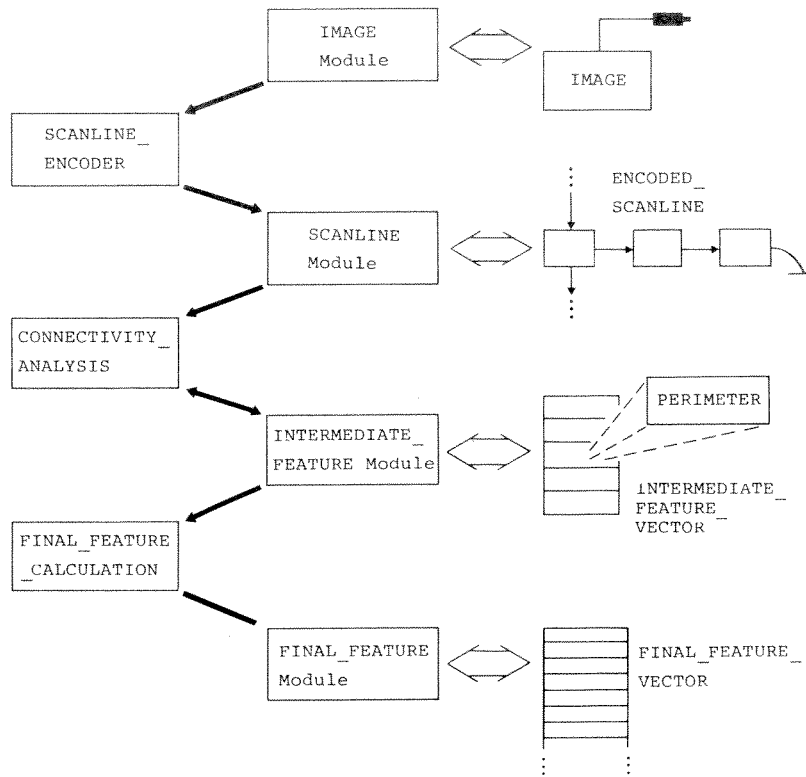 IMAGE
Module
IMAGE
SCANLINE_
ENCODER
ENCODED_
SCANLINE
SCANLINE
Module
CONNECTIVITY_
ANALYSIS
PERIMETER
INTERMEDIATE_
FEATURE Module
INTERMEDIATE_
FEATURE_
VECTOR
FINAL_FEATURE
_CALCULATION
FINAL_FEATURE
Module
FINAL_FEATURE_
VECTOR